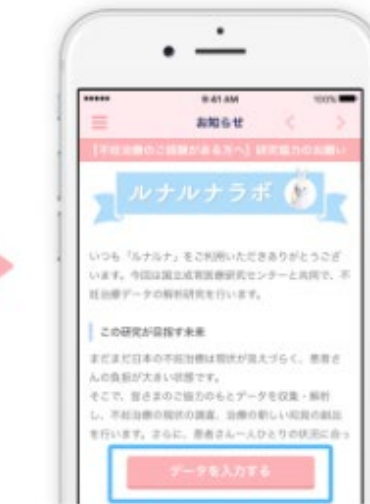 9:41 AM
100%
お知らせ
【不妊治療のご経験がある方へ】研究協力のお願い
ルナルナラボ
いつも「ルナルナ」をご利用いただきありがとうござ
います。今回は国立成育医療研究センターと共同で、不
妊治療データの解析研究を行います。
この研究が目指す未来
まだまだ日本の不妊治療は現状が見えづらく、患者さ
んの負担が大きい状態です。
そこで、皆さまのご協力のもとデータを収集・解析
し、不妊治療の現状の調査、治療の新しい知見の創出
を行います。さらに、患者さん一人ひとりの状況に合っ
データを入力する